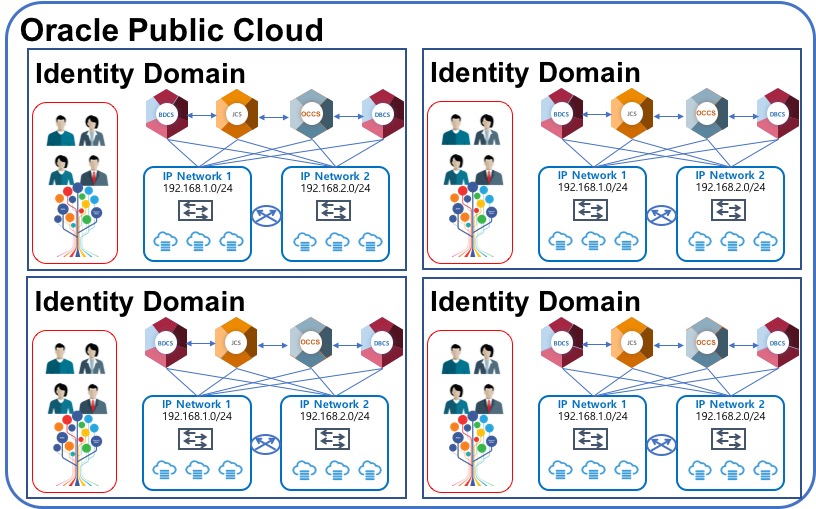 Oracle Public Cloud
Identity Domain
BDCS JCS OCCS DBCS
IP Network 1
192.168.1.0/24
IP Network 2
192.168.2.0/24
Identity Domain
BDCS JCS OCCS DBCS
IP Network 1
192.168.1.0/24
IP Network 2
192.168.2.0/24
Identity Domain
BDCS JCS OCCS DBCS
IP Network 1
192.168.1.0/24
IP Network 2
192.168.2.0/24
Identity Domain
BDCS JCS OCCS DBCS
IP Network 1
192.168.1.0/24
IP Network 2
192.168.2.0/24